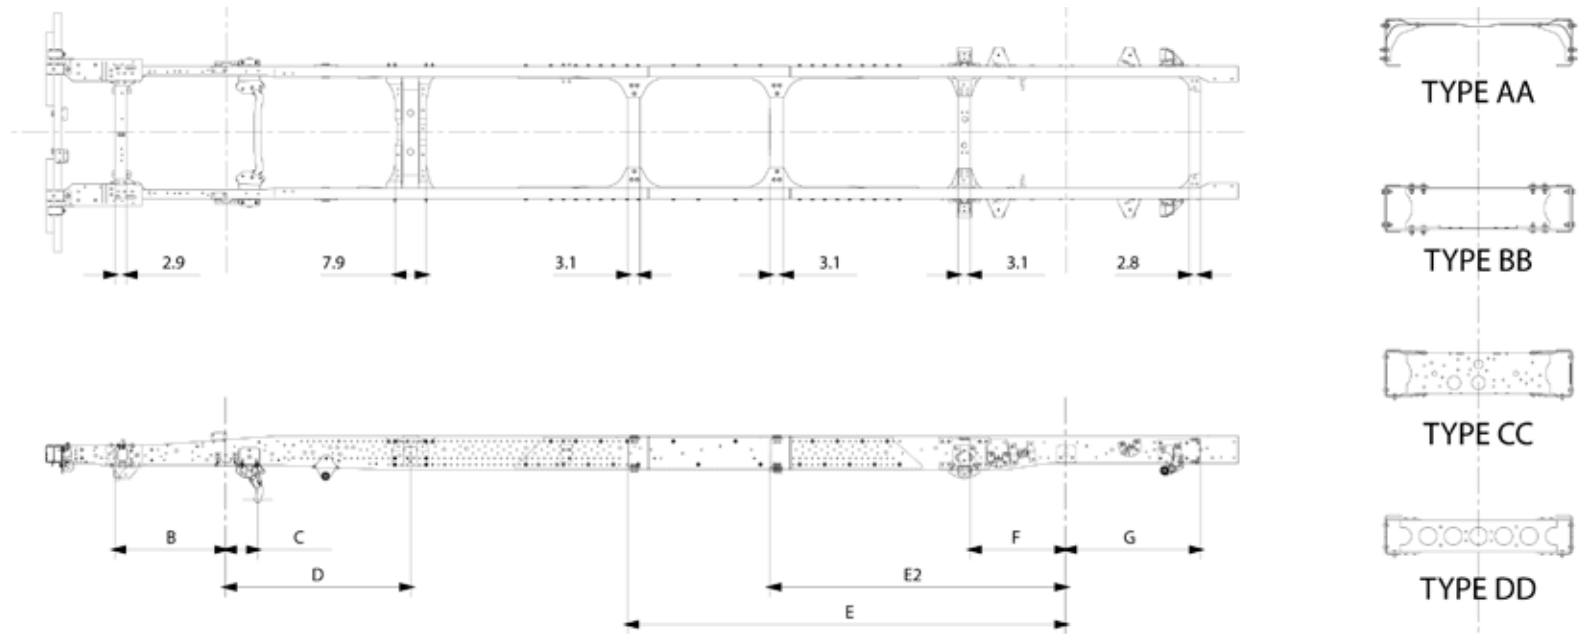 TYPE AA
2.9
7.9
3.1
3.1
3.1
2.8
TYPE BB
TYPE CC
B
C
F
G
D
E2
E
TYPE DD